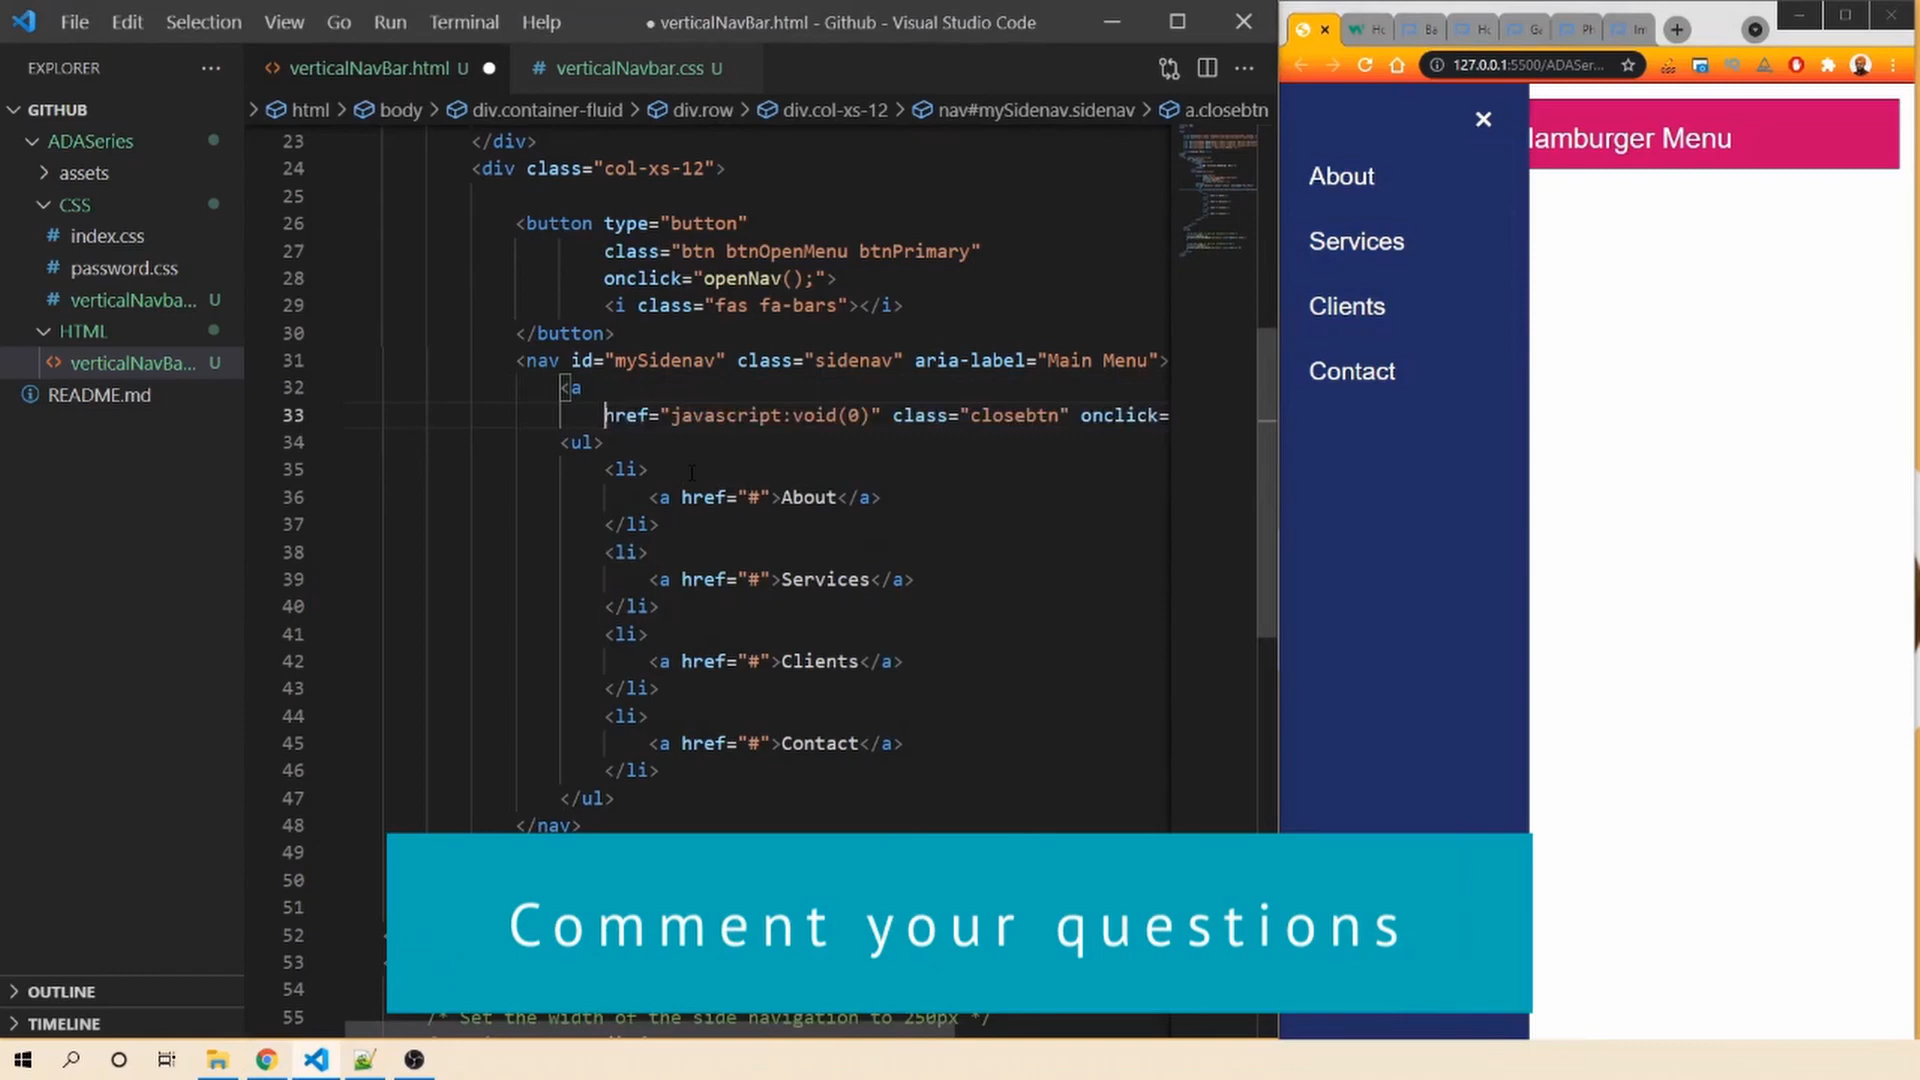 File Edit Selection View Go Run Terminal Help
● verticalNavBar.html - Github - Visual Studio Code
EXPLORER
GITHUB
ADASeries
assets
CSS
index.css
password.css
verticalNavba... U
HTML
verticalNavBa... U
README.md
OUTLINE
TIMELINE
verticalNavBar.html U
verticalNavbar.css U
html > body > div.container-fluid > div.row > div.col-xs-12 > nav#mySidenav.sidenav > a.closebtn
23 </div>
24 <div class="col-xs-12">
25
26 <button type="button"
27 class="btn btnOpenMenu btnPrimary"
28 onclick="openNav();">
29 <i class="fas fa-bars"></i>
30 </button>
31 <nav id="mySidenav" class="sidenav" aria-label="Main Menu">
32 <a
33 href="javascript:void(0)" class="closebtn" onclick=
34 <ul>
35 <li>
36 <a href="#">About</a>
37 </li>
38 <li>
39 <a href="#">Services</a>
40 </li>
41 <li>
42 <a href="#">Clients</a>
43 </li>
44 <li>
45 <a href="#">Contact</a>
46 </li>
47 </ul>
48 </nav>
49
50
51
52
53
54
55 /* Set the width of the side navigation to 250px */
Comment your questions
Ho
Ba
Ho
Ga
Ph
Im
127.0.0.1:5500/ADASer...
×
Hamburger Menu
About
Services
Clients
Contact